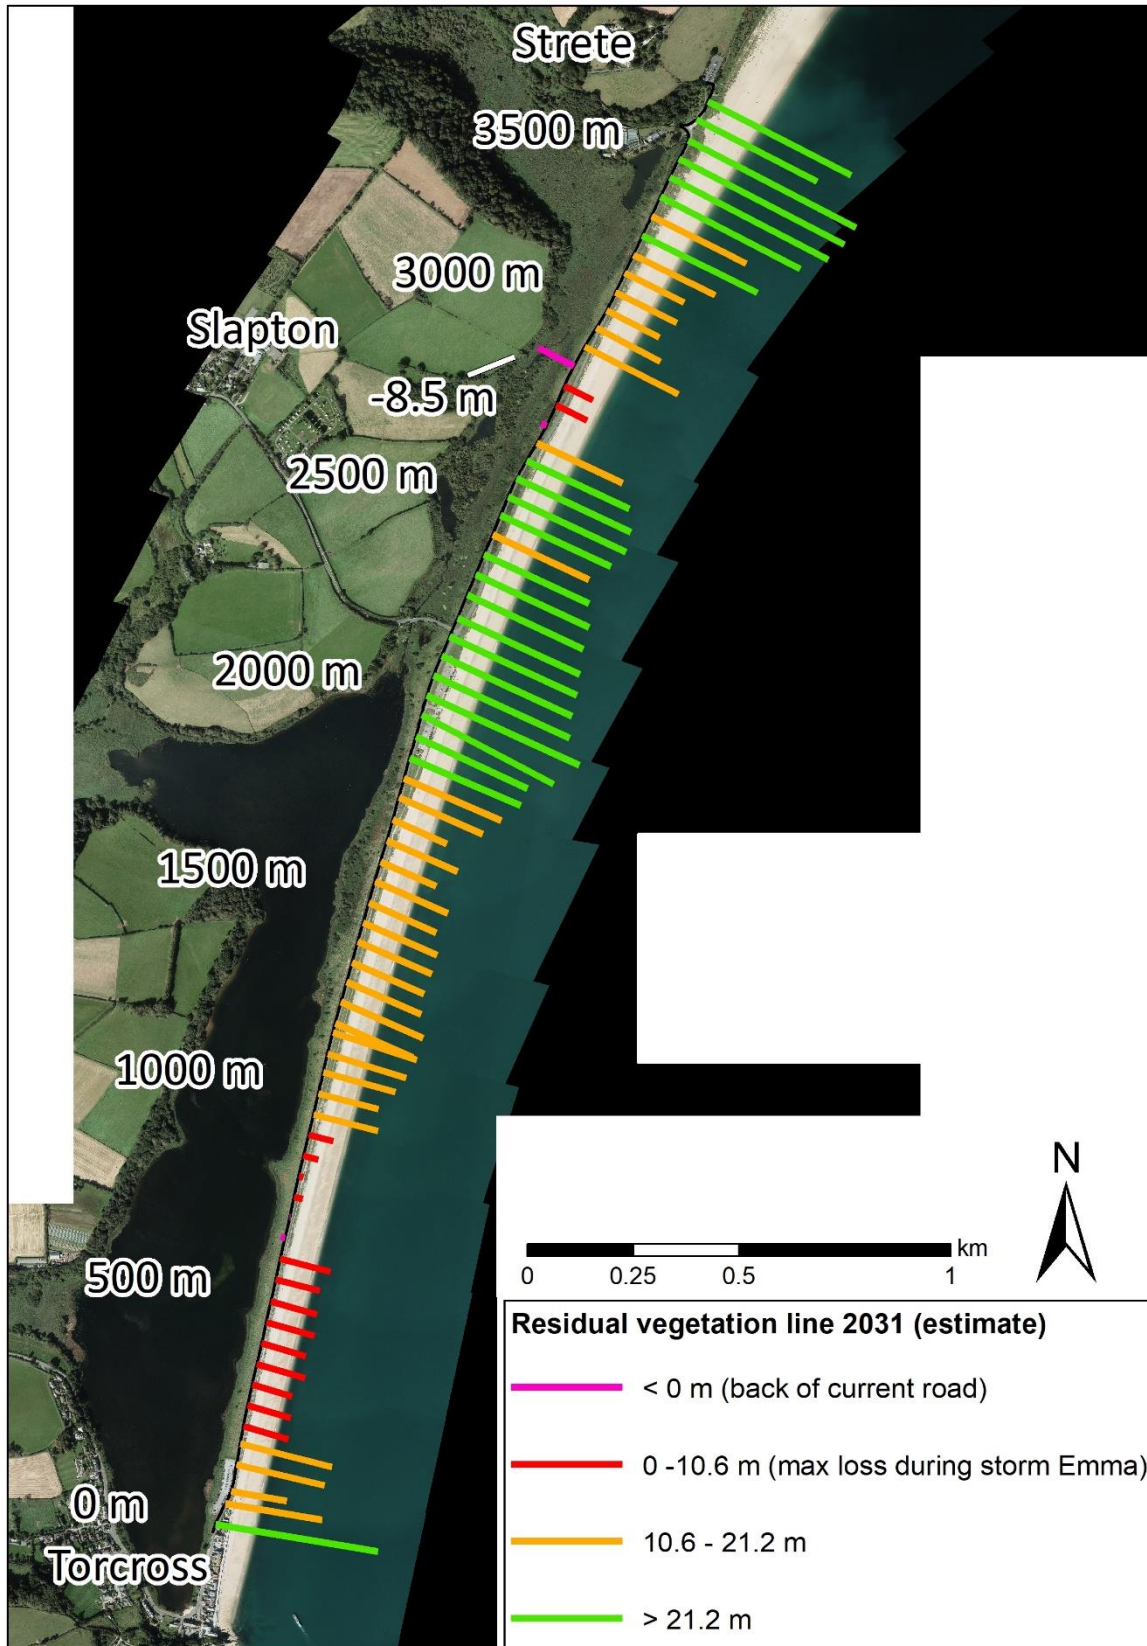 Strete
3500 m
3000 m
Slapton
-8.5 m
2500 m
2000 m
1500 m
1000 m
500 m
0 m
Torcross
N
km
0 0.25 0.5 1
Residual vegetation line 2031 (estimate)
< 0 m (back of current road)
0 -10.6 m (max loss during storm Emma)
10.6 - 21.2 m
> 21.2 m